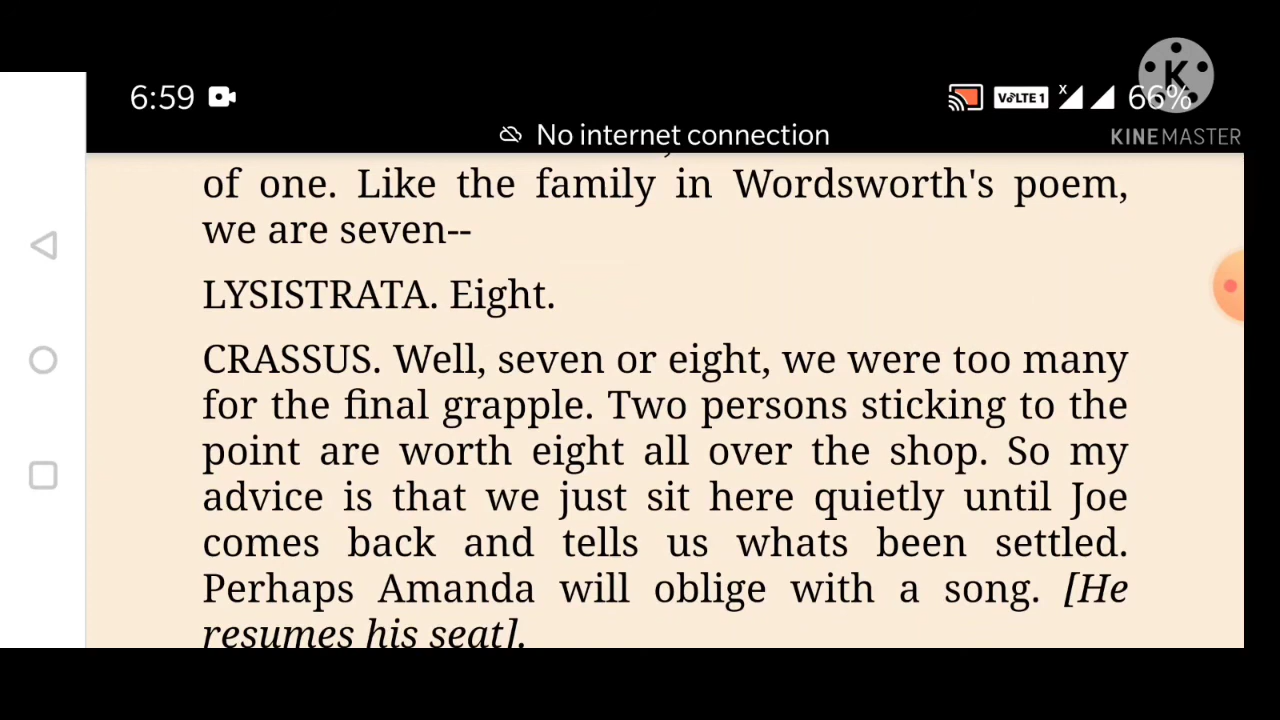 6:59
VoLTE 1
x
66%
K
No internet connection
KINEMASTER
of one. Like the family in Wordsworth's poem,
we are seven--
LYSISTRATA. Eight.
CRASSUS. Well, seven or eight, we were too many
for the final grapple. Two persons sticking to the
point are worth eight all over the shop. So my
advice is that we just sit here quietly until Joe
comes back and tells us whats been settled.
Perhaps Amanda will oblige with a song. [He
resumes his seat].